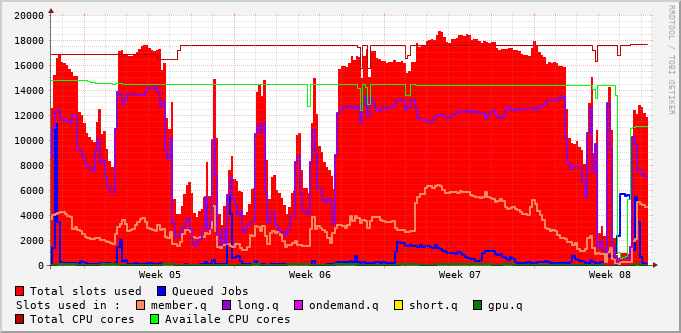 20000
18000
16000
14000
12000
10000
8000
6000
4000
2000
0
Week 05 Week 06 Week 07 Week 08
RRDTOOL / TOBI OETIKER
Total slots used Queued Jobs
Slots used in : member.q long.q ondemand.q short.q gpu.q
Total CPU cores Availale CPU cores